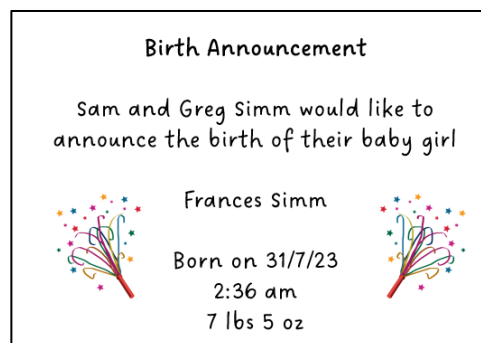 Birth Announcement
Sam and Greg Simm would like to
announce the birth of their baby girl
Frances Simm
Born on 31/7/23
2:36 am
7 lbs 5 oz